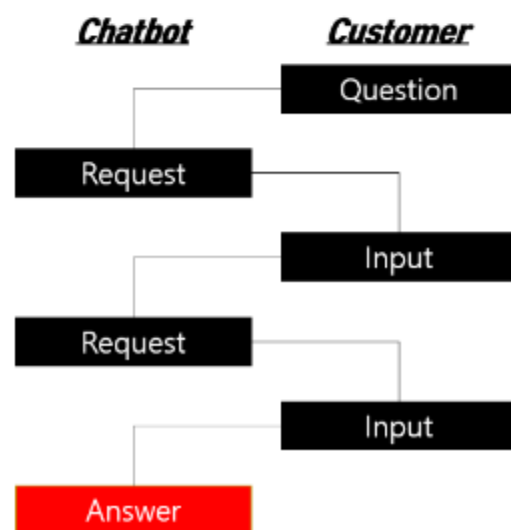 Chatbot Customer
Question
Request
Input
Request
Input
Answer